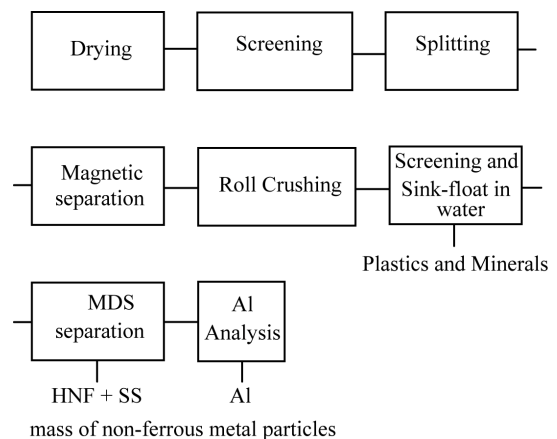 Drying
Screening
Splitting
Magnetic
separation
Roll Crushing
Screening and
Sink-float in
water
Plastics and Minerals
MDS
separation
Al
Analysis
HNF + SS
Al
mass of non-ferrous metal particles